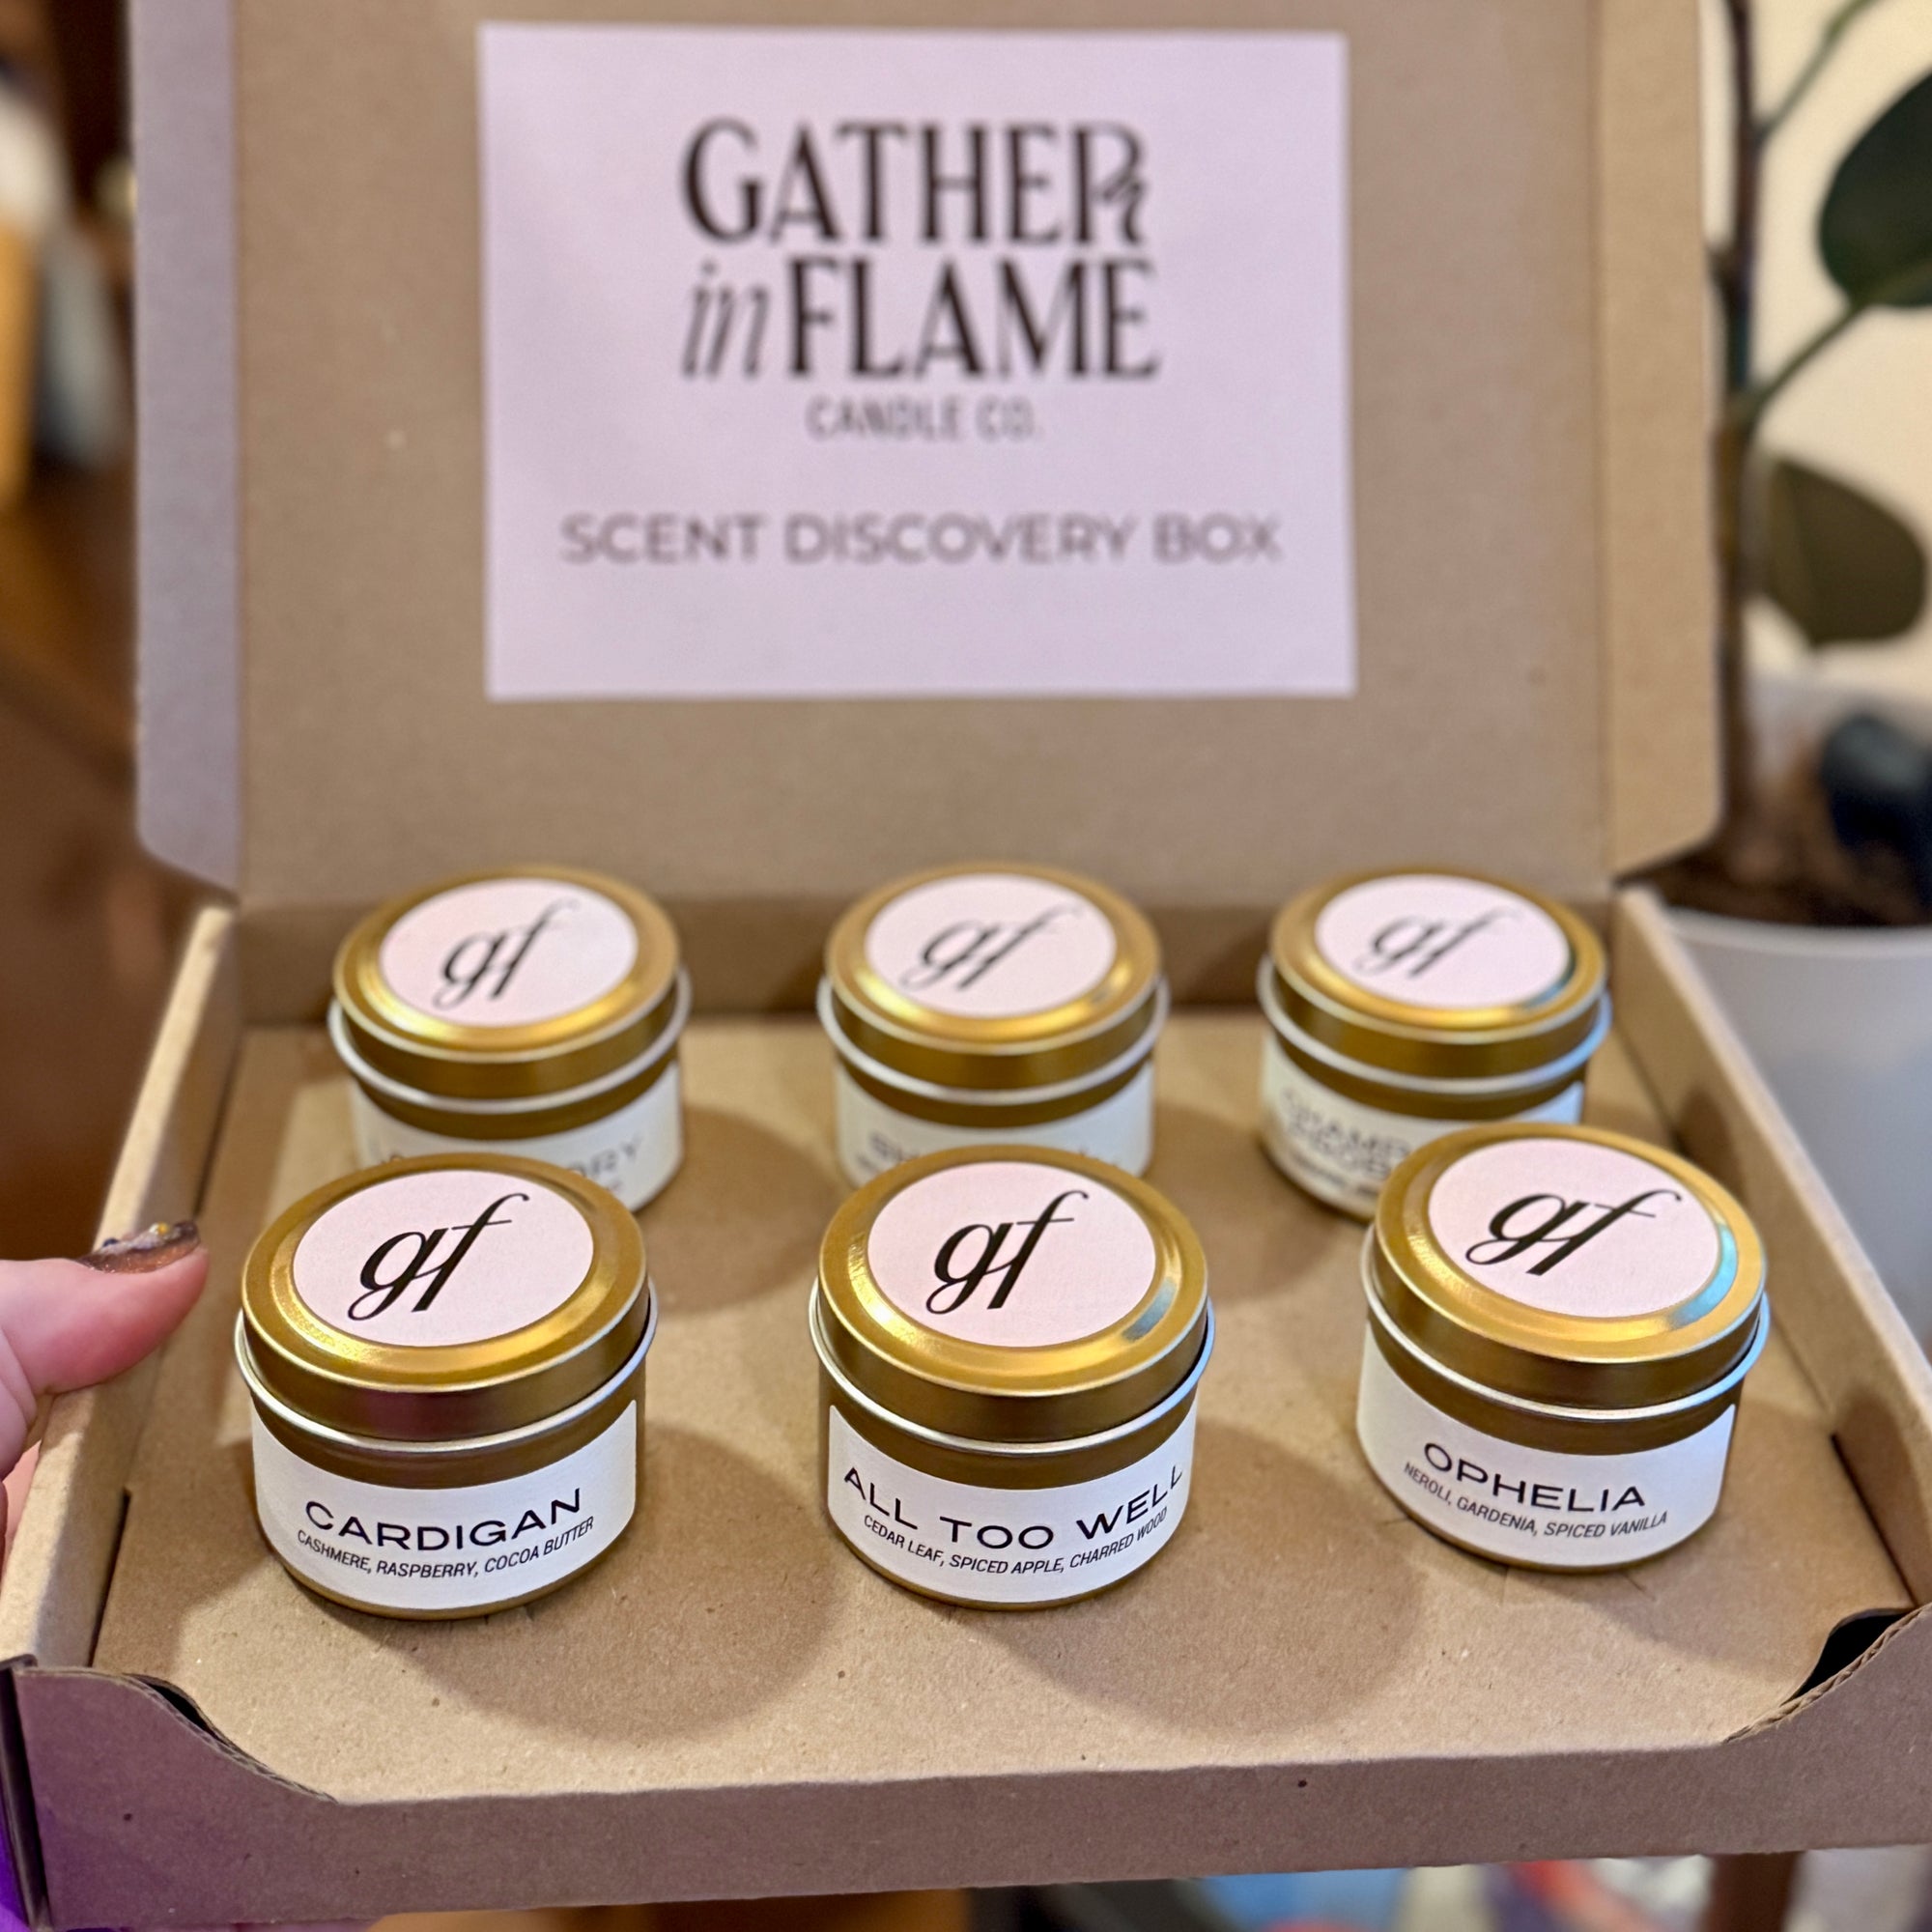 GATHER
in FLAME
CANDLE CO.
SCENT DISCOVERY BOX
gf
gf
gf
gf
gf
gf
CARDIGAN
CASHMERE, RASPBERRY, COCOA BUTTER
ALL TOO WELL
CEDAR LEAF, SPICED APPLE, CHARRED WOOD
OPHELIA
NEROLI, GARDENIA, SPICED VANILLA